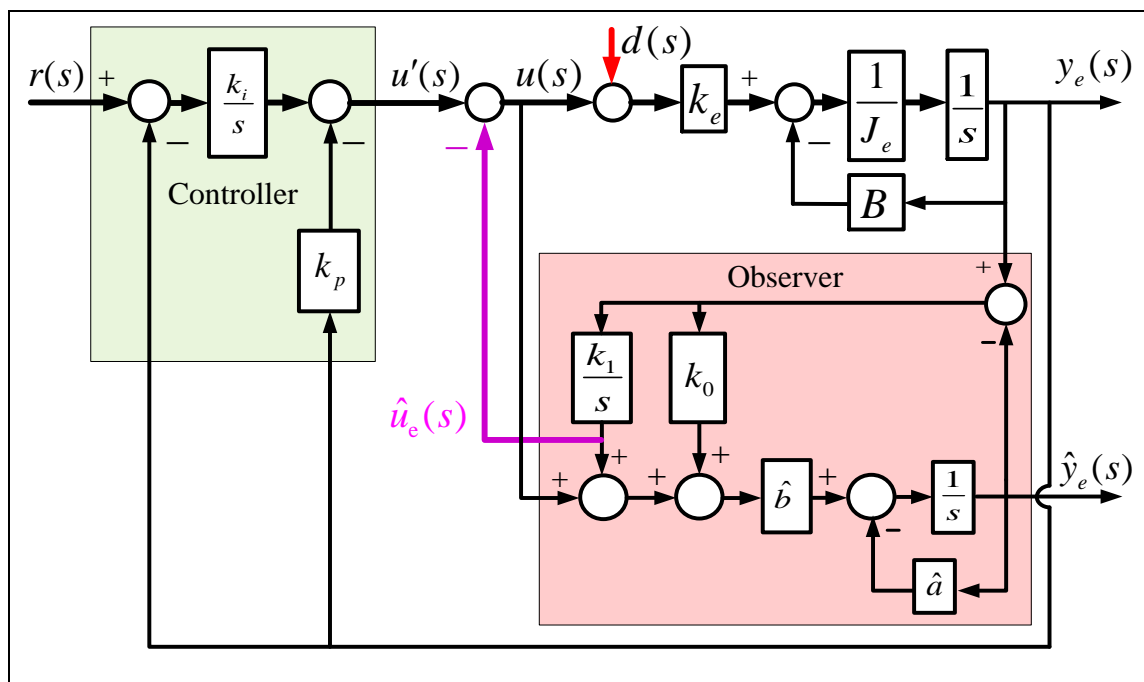 r(s)
+
−
k_i / s
−
u'(s)
−
u(s)
d(s)
k_e
+
−
1 / J_e
1 / s
y_e(s)
Controller
k_p
B
Observer
+
−
k_1 / s
k_0
û_e(s)
+
+
+
+
b̂
+
−
1 / s
ŷ_e(s)
â